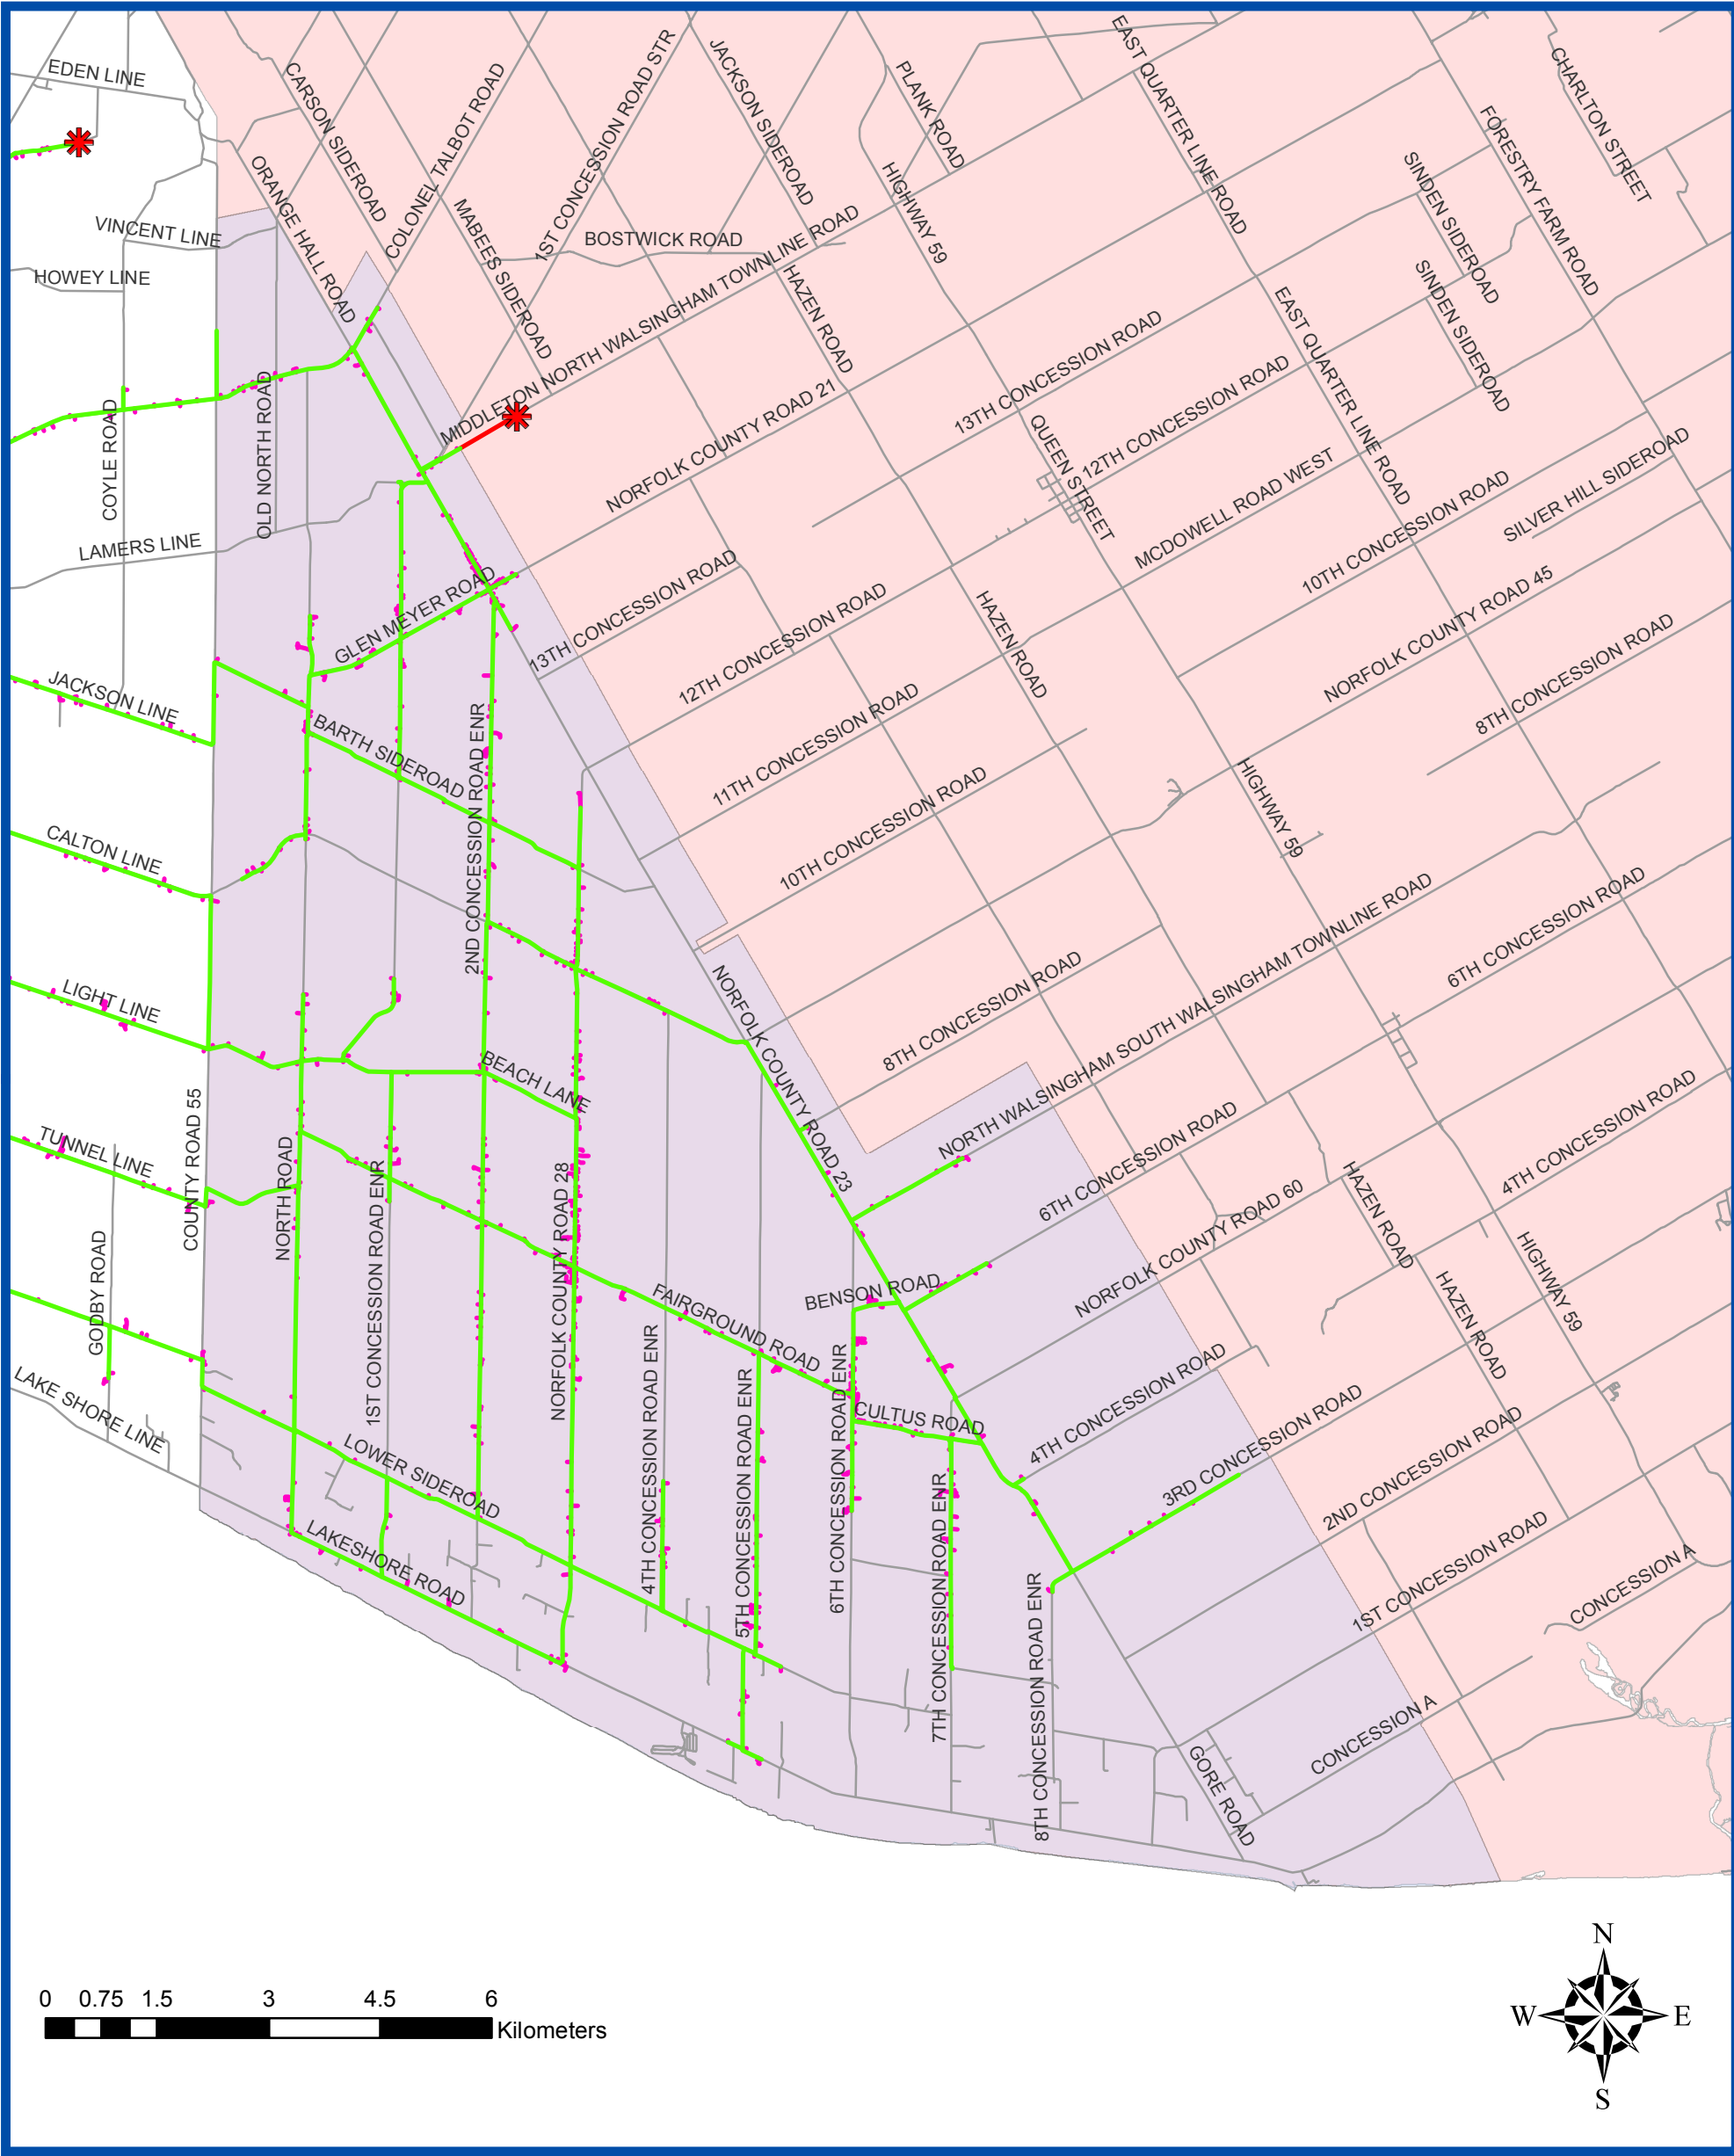 EDEN LINE
CARSON SIDEROAD
COLONEL TALBOT ROAD
1ST CONCESSION ROAD STR
JACKSON SIDEROAD
PLANK ROAD
EAST QUARTER LINE ROAD
CHARLTON STREET
FORESTRY FARM ROAD
ORANGE HALL ROAD
MABEES SIDEROAD
HIGHWAY 59
SINDEN SIDEROAD
VINCENT LINE
BOSTWICK ROAD
HOWEY LINE
MIDDLETON NORTH WALSINGHAM TOWNLINE ROAD
HAZEN ROAD
SINDEN SIDEROAD
EAST QUARTER LINE ROAD
13TH CONCESSION ROAD
12TH CONCESSION ROAD
NORFOLK COUNTY ROAD 21
QUEEN STREET
COYLE ROAD
OLD NORTH ROAD
MCDOWELL ROAD WEST
10TH CONCESSION ROAD
SILVER HILL SIDEROAD
LAMERS LINE
GLEN MEYER ROAD
13TH CONCESSION ROAD
12TH CONCESSION ROAD
HAZEN ROAD
NORFOLK COUNTY ROAD 45
8TH CONCESSION ROAD
JACKSON LINE
BARTH SIDEROAD
2ND CONCESSION ROAD ENR
11TH CONCESSION ROAD
10TH CONCESSION ROAD
HIGHWAY 59
CALTON LINE
NORFOLK COUNTY ROAD 23
8TH CONCESSION ROAD
NORTH WALSINGHAM SOUTH WALSINGHAM TOWNLINE ROAD
6TH CONCESSION ROAD
LIGHT LINE
BEACH LANE
COUNTY ROAD 55
TUNNEL LINE
NORTH ROAD
1ST CONCESSION ROAD ENR
NORFOLK COUNTY ROAD 28
6TH CONCESSION ROAD
4TH CONCESSION ROAD
HAZEN ROAD
NORFOLK COUNTY ROAD 60
HIGHWAY 59
GODBY ROAD
FAIRGROUND ROAD
BENSON ROAD
HAZEN ROAD
LAKE SHORE LINE
4TH CONCESSION ROAD ENR
5TH CONCESSION ROAD ENR
6TH CONCESSION ROAD ENR
CULTUS ROAD
4TH CONCESSION ROAD
3RD CONCESSION ROAD
LOWER SIDEROAD
7TH CONCESSION ROAD ENR
2ND CONCESSION ROAD
LAKESHORE ROAD
8TH CONCESSION ROAD ENR
1ST CONCESSION ROAD
CONCESSION A
GORE ROAD
CONCESSION A
N
W
E
S
0 0.75 1.5 3 4.5 6
Kilometers